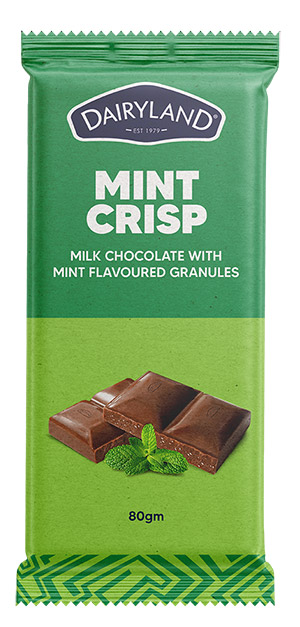 DAIRYLAND®
EST 1979
MINT
CRISP
MILK CHOCOLATE WITH
MINT FLAVOURED GRANULES
80gm